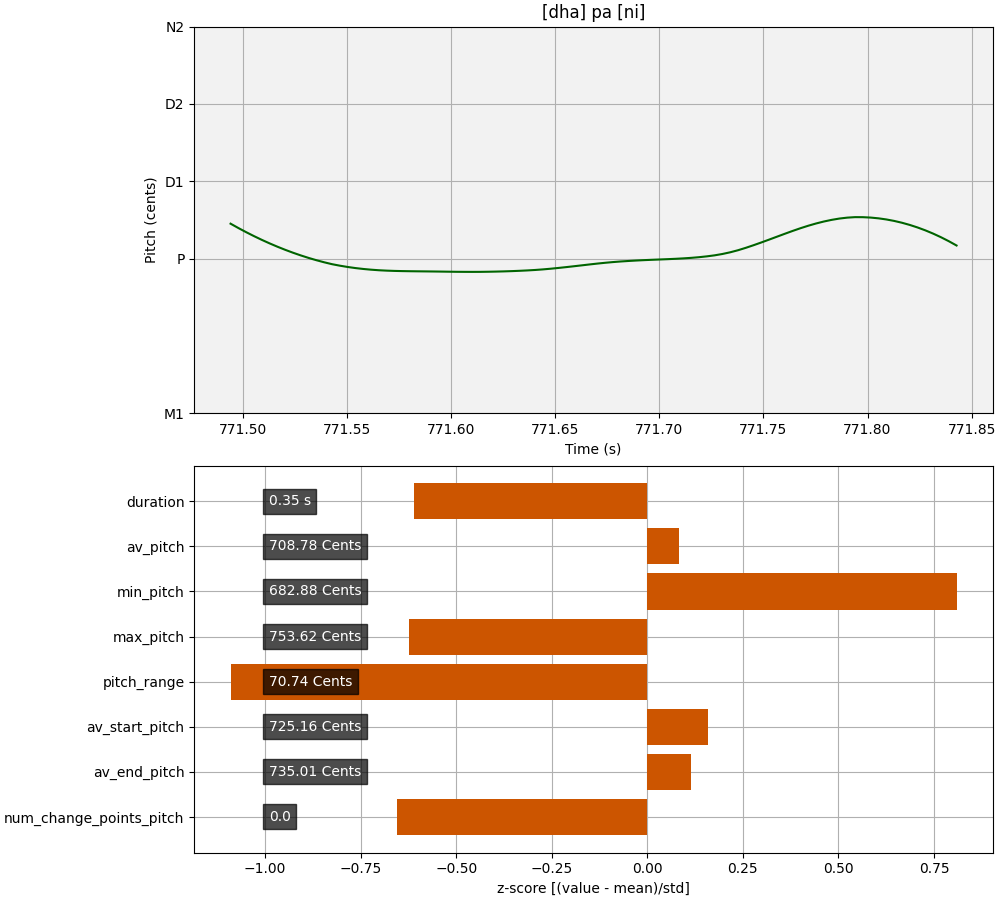 [dha] pa [ni]
N2
D2
D1
P
M1
Pitch (cents)
771.50 771.55 771.60 771.65 771.70 771.75 771.80 771.85
Time (s)
duration 0.35 s
av_pitch 708.78 Cents
min_pitch 682.88 Cents
max_pitch 753.62 Cents
pitch_range 70.74 Cents
av_start_pitch 725.16 Cents
av_end_pitch 735.01 Cents
num_change_points_pitch 0.0
−1.00 −0.75 −0.50 −0.25 0.00 0.25 0.50 0.75
z-score [(value - mean)/std]